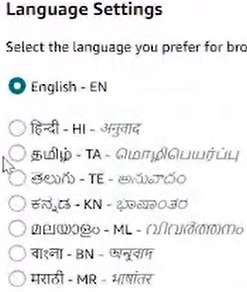 Language Settings
Select the language you prefer for bro
English - EN
हिन्दी - HI - अनुवाद
தமிழ் - TA - மொழிபெயர்ப்பு
తెలుగు - TE - అనువాదం
ಕನ್ನಡ - KN - ಭಾಷಾಂತರ
മലയാളം - ML - വിവർത്തനം
বাংলা - BN - অনুবাদ
मराठी - MR - भाषांतर